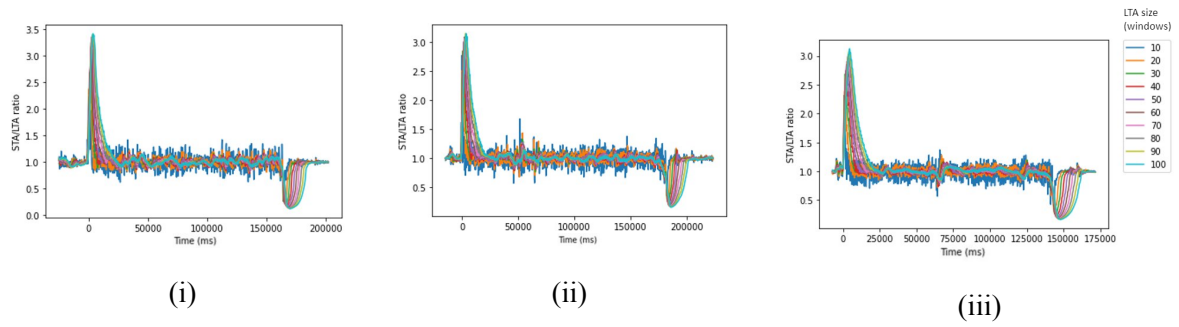 3.5
3.0
2.5
2.0
1.5
1.0
0.5
0.0
STA/LTA ratio
0 50000 100000 150000 200000
Time (ms)
(i)
3.0
2.5
2.0
1.5
1.0
0.5
STA/LTA ratio
0 50000 100000 150000 200000
Time (ms)
(ii)
3.0
2.5
2.0
1.5
1.0
0.5
STA/LTA ratio
0 25000 50000 75000 100000 125000 150000 175000
Time (ms)
(iii)
LTA size
(windows)
10
20
30
40
50
60
70
80
90
100